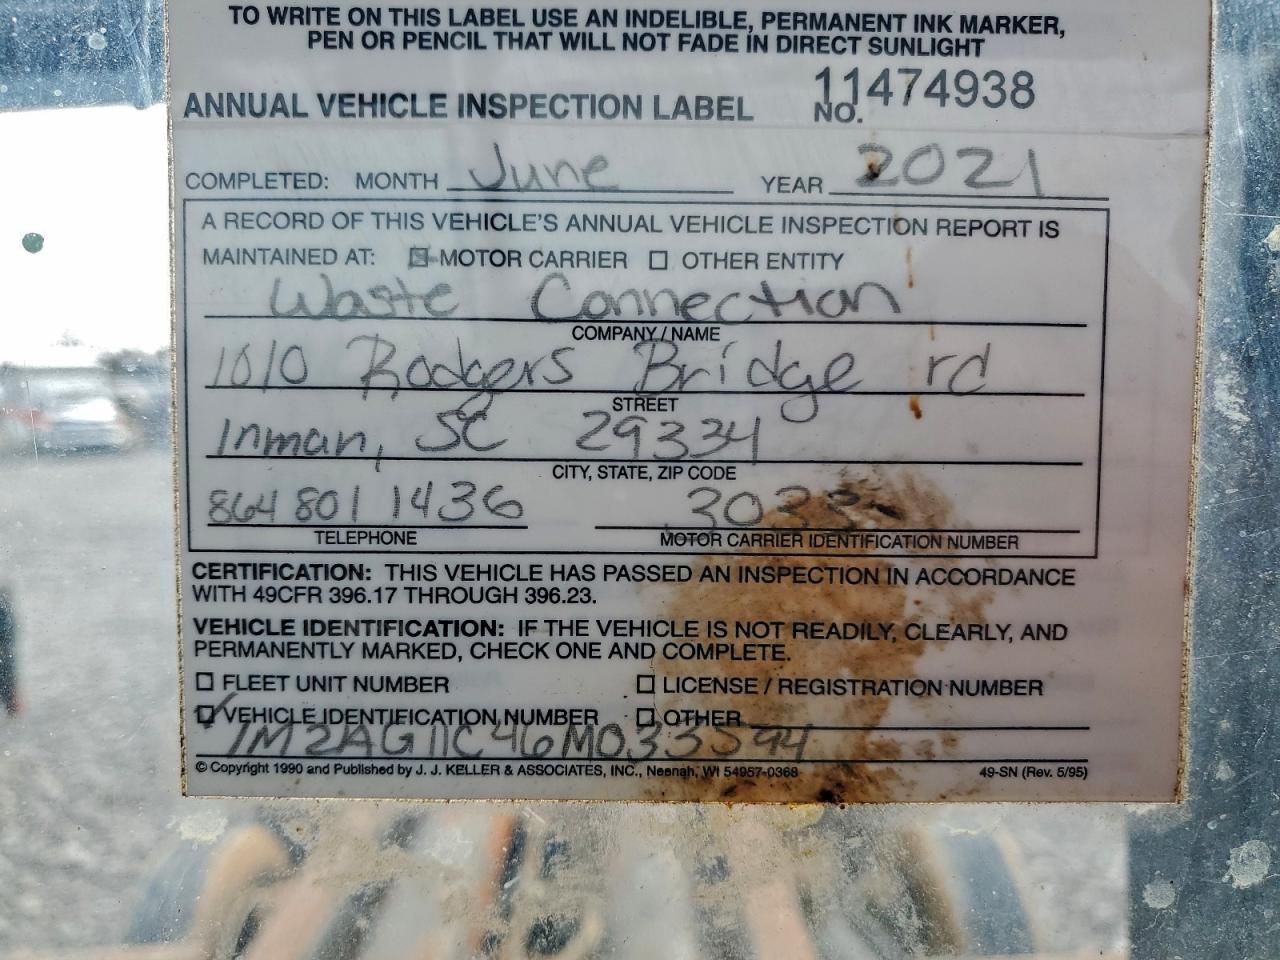 TO WRITE ON THIS LABEL USE AN INDELIBLE, PERMANENT INK MARKER,
PEN OR PENCIL THAT WILL NOT FADE IN DIRECT SUNLIGHT
ANNUAL VEHICLE INSPECTION LABEL NO. 11474938
COMPLETED: MONTH June YEAR 2021
A RECORD OF THIS VEHICLE'S ANNUAL VEHICLE INSPECTION REPORT IS
MAINTAINED AT: MOTOR CARRIER OTHER ENTITY
Waste Connection
COMPANY/NAME
1010 Rodgers Bridge rd
STREET
Inman, SC 29334
CITY, STATE, ZIP CODE
864 801 1436
TELEPHONE MOTOR CARRIER IDENTIFICATION NUMBER
CERTIFICATION: THIS VEHICLE HAS PASSED AN INSPECTION IN ACCORDANCE
WITH 49CFR 396.17 THROUGH 396.23.
VEHICLE IDENTIFICATION: IF THE VEHICLE IS NOT READILY, CLEARLY, AND
PERMANENTLY MARKED, CHECK ONE AND COMPLETE.
FLEET UNIT NUMBER LICENSE / REGISTRATION NUMBER
VEHICLE IDENTIFICATION NUMBER OTHER
1M2AG11C46M033594
© Copyright 1990 and Published by J. J. KELLER & ASSOCIATES, INC., Neenah, WI 54957-0368 49-SN (Rev. 5/95)